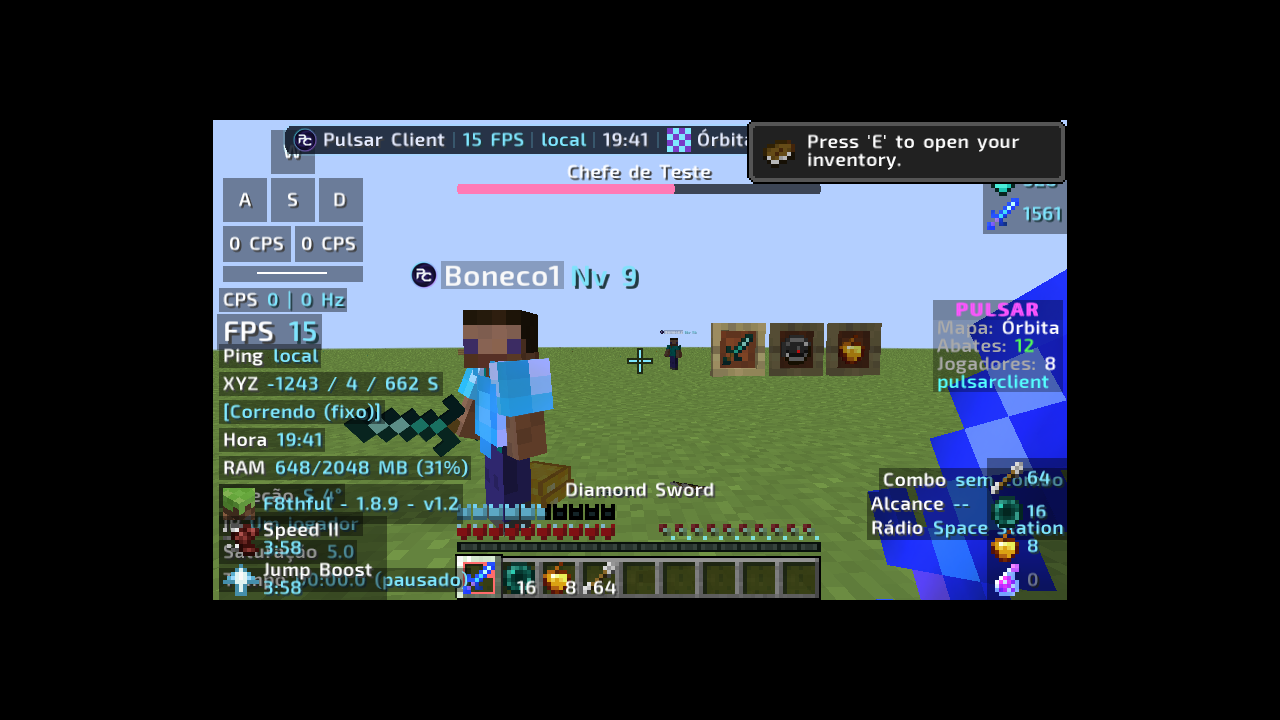 W
Pulsar Client | 15 FPS | local | 19:41 | Órbita
Press 'E' to open your
inventory.
Chefe de Teste
A S D
1561
0 CPS 0 CPS
Boneco1 Nv 9
CPS 0 | 0 Hz
FPS 15
Ping local
XYZ -1243 / 4 / 662 S
[Correndo (fixo)]
Hora 19:41
RAM 648/2048 MB (31%)
PULSAR
Mapa: Órbita
Abates: 12
Jogadores: 8
pulsarclient
F8thful - 1.8.9 - v1.2
Speed II
3:58
Saturação 5.0
Jump Boost
3:58
(pausado)
Diamond Sword
Combo sem combo
Alcance --
Rádio Space Station
64
16
8
0
16 8 64